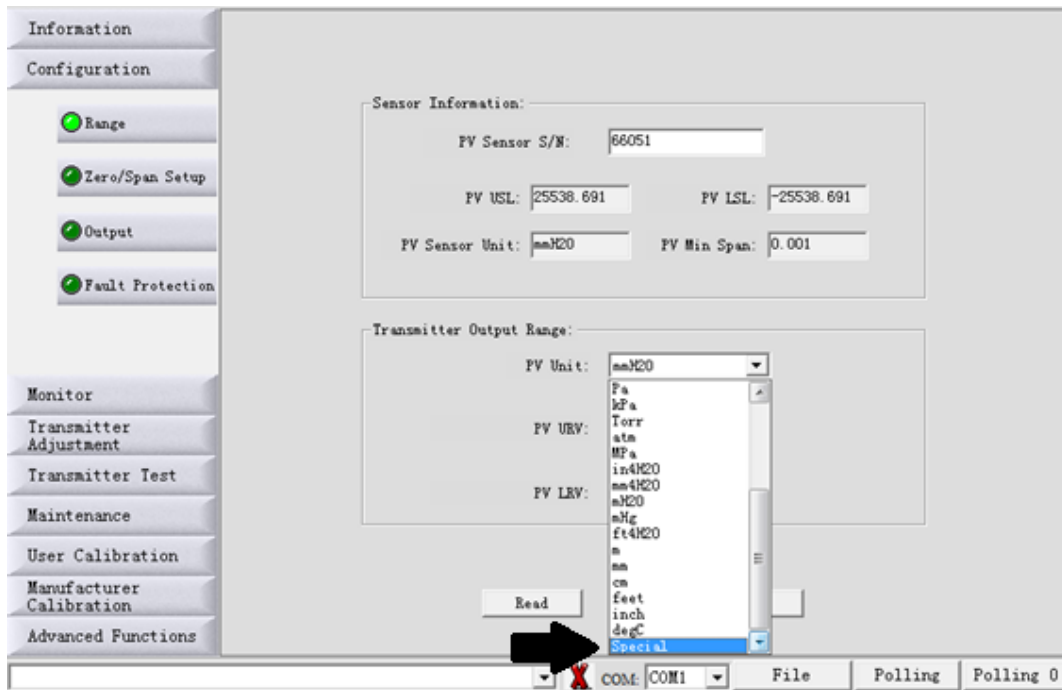 Information
Configuration
Range
Zero/Span Setup
Output
Fault Protection
Monitor
Transmitter
Adjustment
Transmitter Test
Maintenance
User Calibration
Manufacturer
Calibration
Advanced Functions
Sensor Information:
PV Sensor S/N: 66051
PV USL: 25538.691 PV LSL: -25538.691
PV Sensor Unit: mmH2O PV Min Span: 0.001
Transmitter Output Range:
PV Unit: mmH2O
Pa
kPa
Torr
atm
MPa
in4H2O
mm4H2O
mH2O
mHg
ft4H2O
m
mm
cm
feet
inch
degC
Special
PV URV:
PV LRV:
Read
COM: COM1 File Polling Polling 0